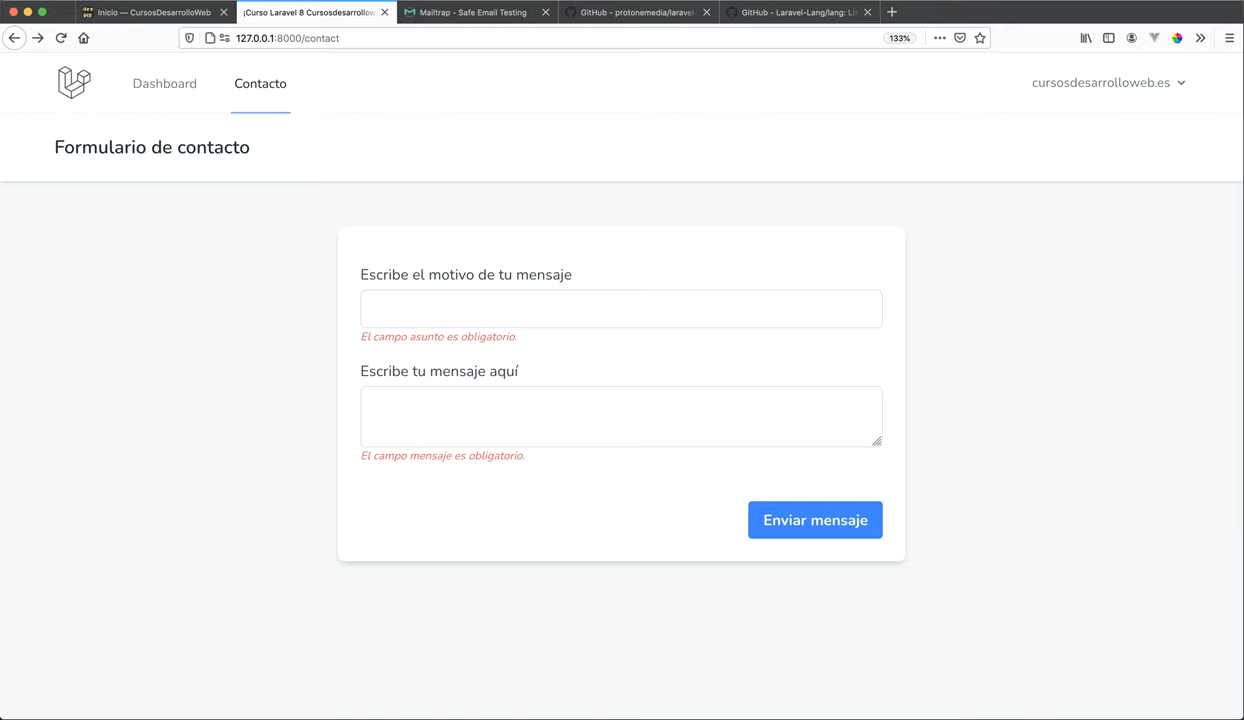 Inicio — CursosDesarrolloWeb
¡Curso Laravel 8 Cursosdesarrollow
Mailtrap - Safe Email Testing
GitHub - protonemedia/laravel-
GitHub - Laravel-Lang/lang: Lis
127.0.0.1:8000/contact
133%
Dashboard
Contacto
cursosdesarrolloweb.es
Formulario de contacto
Escribe el motivo de tu mensaje
El campo asunto es obligatorio.
Escribe tu mensaje aquí
El campo mensaje es obligatorio.
Enviar mensaje